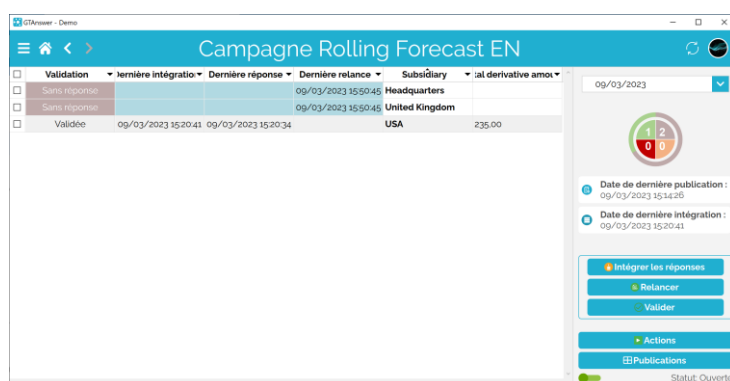 GTAnswer - Demo
Campagne Rolling Forecast EN
Validation Dernière intégration Dernière réponse Dernière relance Subsidiary tal derivative amou
Sans réponse 09/03/2023 15:50:45 Headquarters
Sans réponse 09/03/2023 15:50:45 United Kingdom
Validée 09/03/2023 15:20:41 09/03/2023 15:20:34 USA 235,00
09/03/2023
1 2
0 0
Date de dernière publication :
09/03/2023 15:14:26
Date de dernière intégration :
09/03/2023 15:20:41
Intégrer les réponses
Relancer
Valider
Actions
Publications
Statut: Ouverte